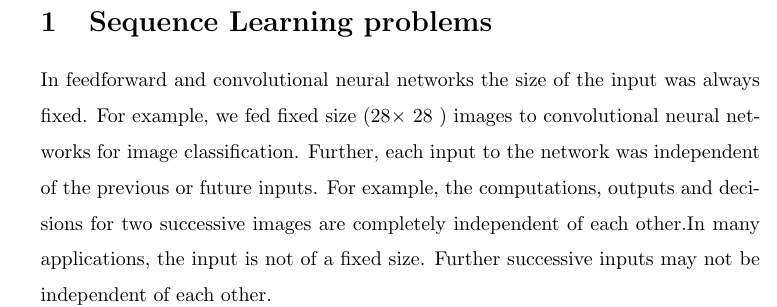 1 Sequence Learning problems
In feedforward and convolutional neural networks the size of the input was always
fixed. For example, we fed fixed size (28× 28 ) images to convolutional neural net-
works for image classification. Further, each input to the network was independent
of the previous or future inputs. For example, the computations, outputs and deci-
sions for two successive images are completely independent of each other.In many
applications, the input is not of a fixed size. Further successive inputs may not be
independent of each other.